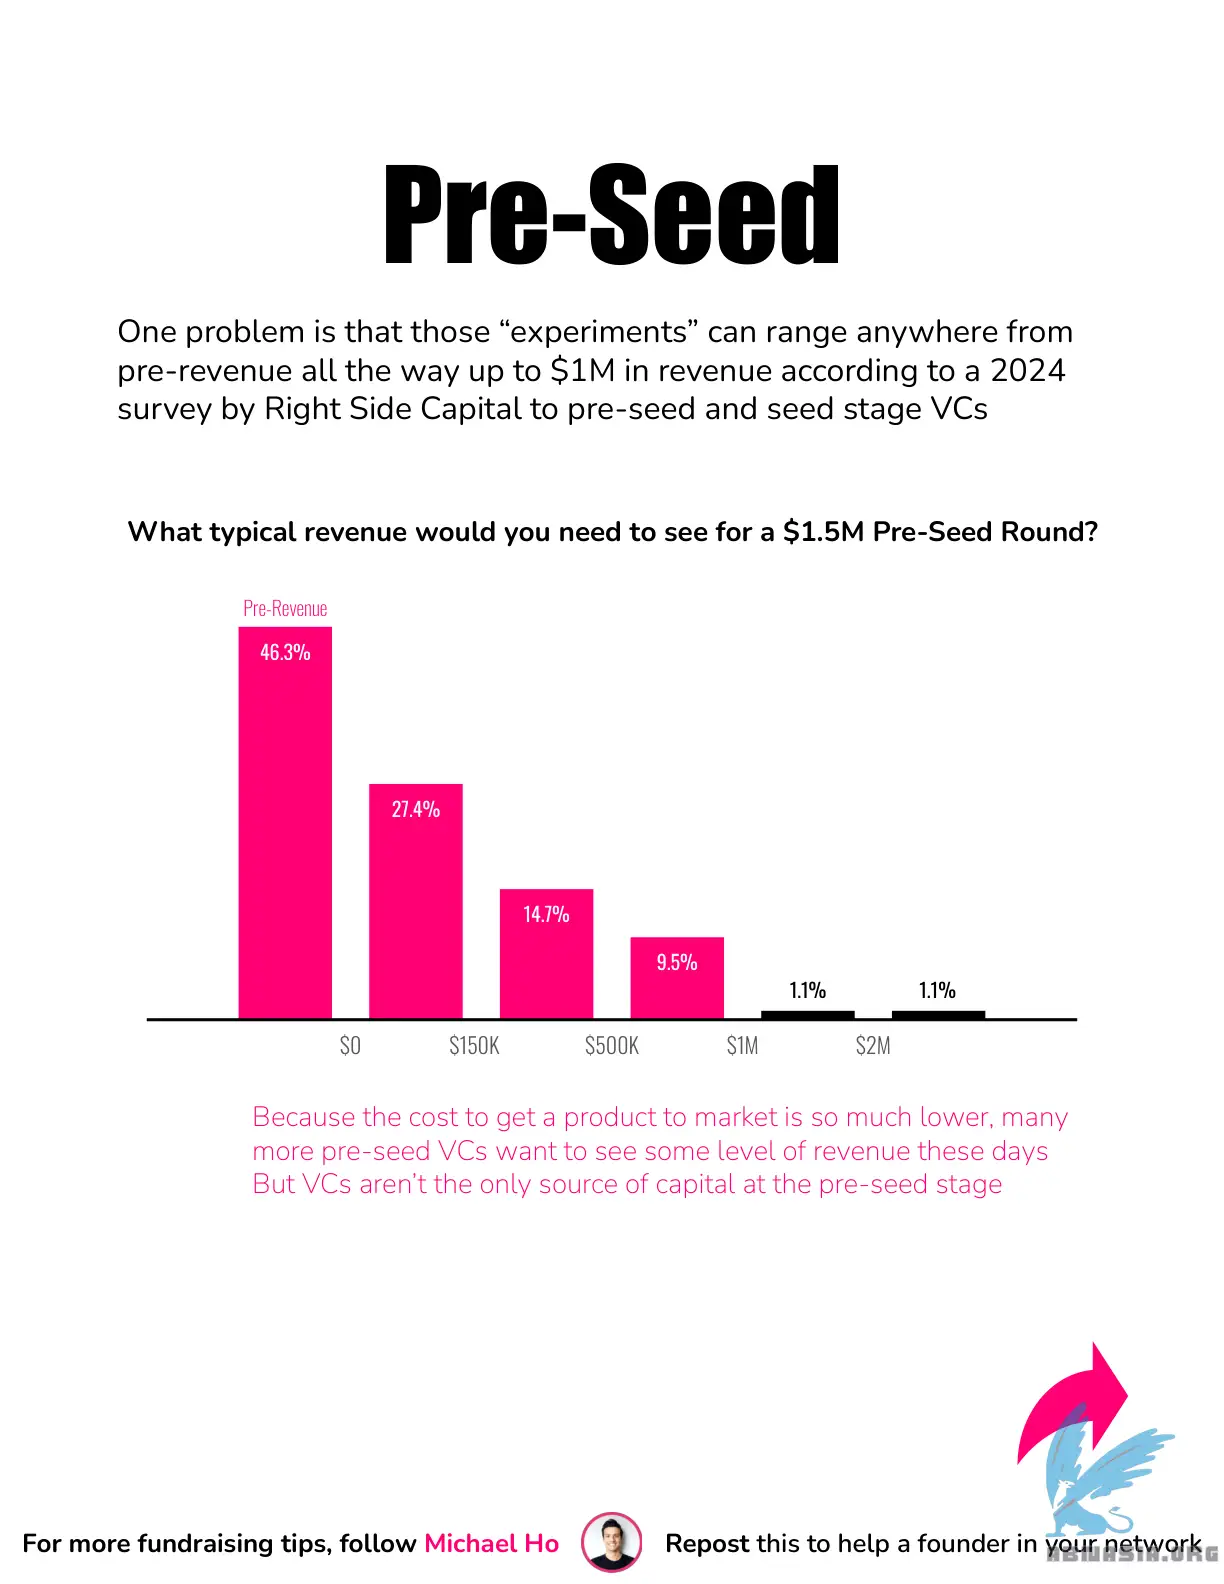 Pre-Seed
One problem is that those “experiments” can range anywhere from
pre-revenue all the way up to $1M in revenue according to a 2024
survey by Right Side Capital to pre-seed and seed stage VCs
What typical revenue would you need to see for a $1.5M Pre-Seed Round?
Pre-Revenue
46.3%
27.4%
14.7%
9.5%
1.1%
1.1%
$0
$150K
$500K
$1M
$2M
Because the cost to get a product to market is so much lower, many
more pre-seed VCs want to see some level of revenue these days
But VCs aren’t the only source of capital at the pre-seed stage
For more fundraising tips, follow Michael Ho
Repost this to help a founder in your network
ABWASIA.ORG